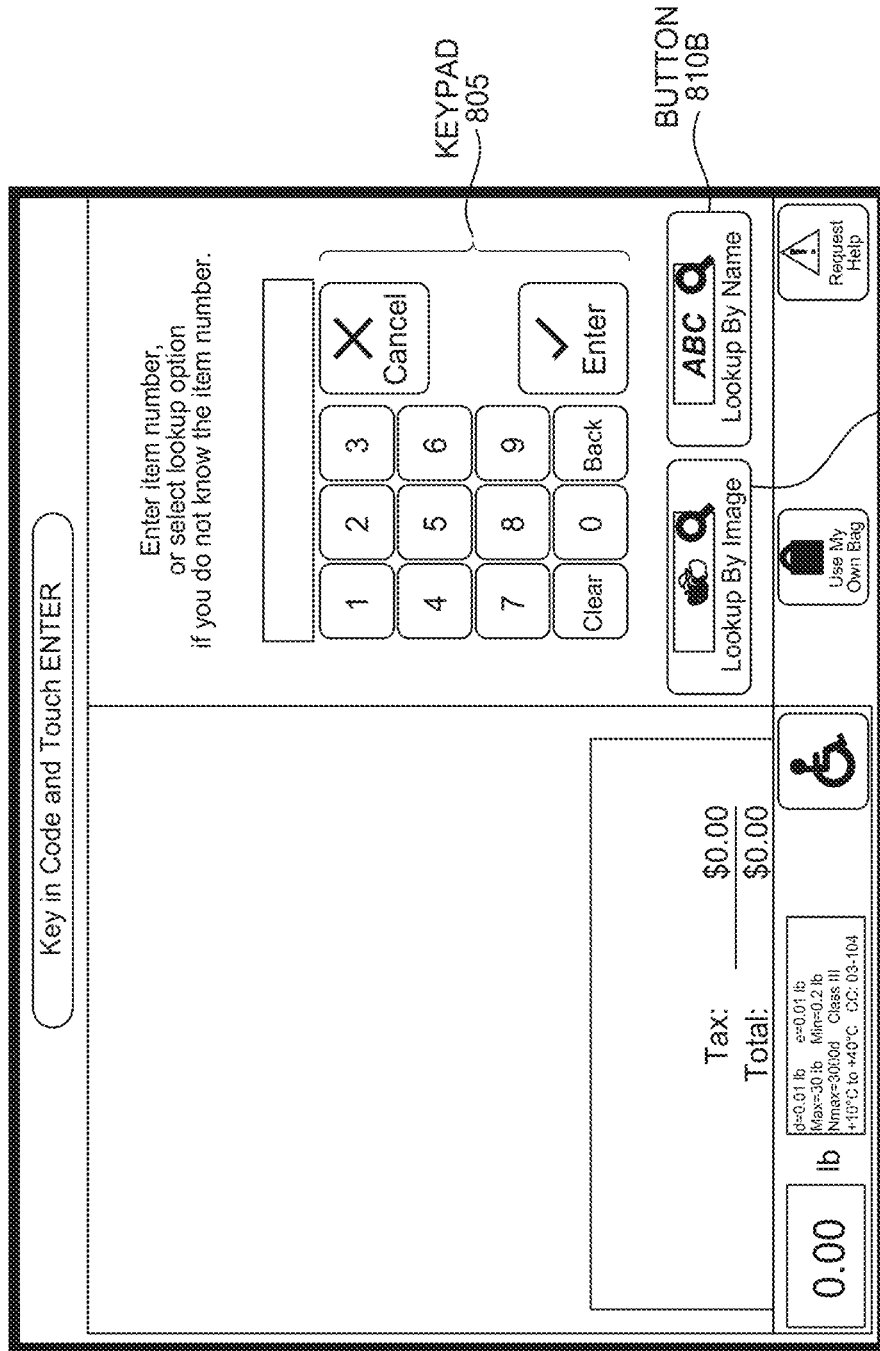 Key in Code and Touch ENTER
Enter item number,
or select lookup option
if you do not know the item number.
1
2
3
Cancel
4
5
6
7
8
9
Enter
Clear
0
Back
KEYPAD
805
Lookup By Image
ABC
Lookup By Name
BUTTON
810B
Tax: $0.00
Total: $0.00
0.00 lb
d=0.01 lb e=0.01 lb
Max=30 lb Min=0.2 lb
Nmax=3000d Class III
+10°C to +40°C CC: 03-104
Use My
Own Bag
!
Request
Help